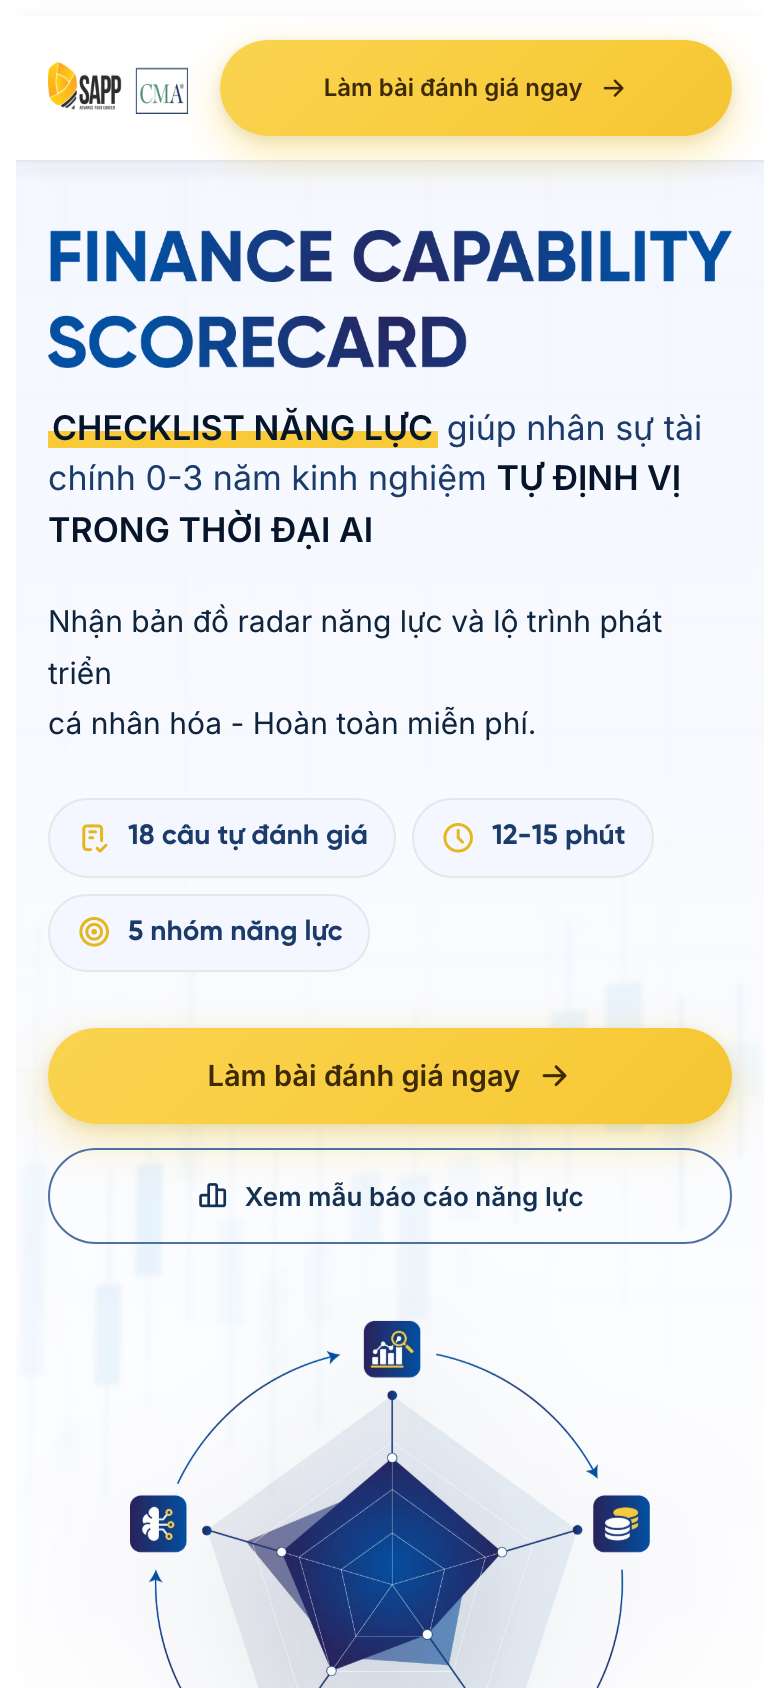 SAPP
CMA
Làm bài đánh giá ngay
FINANCE CAPABILITY
SCORECARD
CHECKLIST NĂNG LỰC giúp nhân sự tài
chính 0-3 năm kinh nghiệm TỰ ĐỊNH VỊ
TRONG THỜI ĐẠI AI
Nhận bản đồ radar năng lực và lộ trình phát
triển
cá nhân hóa - Hoàn toàn miễn phí.
18 câu tự đánh giá
12-15 phút
5 nhóm năng lực
Làm bài đánh giá ngay
Xem mẫu báo cáo năng lực